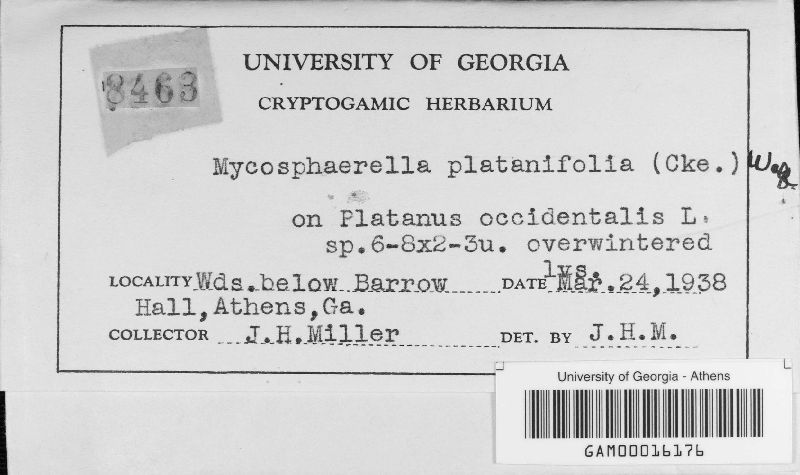 8463
UNIVERSITY OF GEORGIA
CRYPTOGAMIC HERBARIUM
Mycosphaerella platanifolia (Cke.)
on Platanus occidentalis L.
sp.6-8x2-3u. overwintered
lvs.
LOCALITY Wds.below Barrow DATE Mar.24,1938
Hall,Athens,Ga.
COLLECTOR J.H.Miller DET. BY J.H.M.
University of Georgia - Athens
GAM00016176